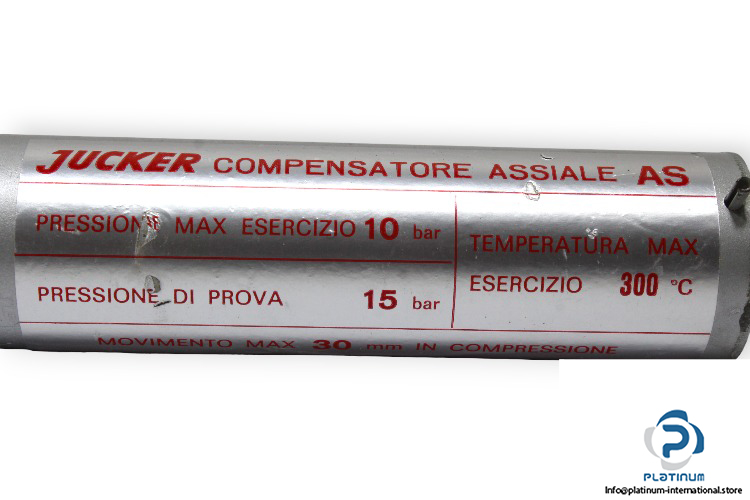 JUCKER COMPENSATORE ASSIALE AS
PRESSIONE MAX ESERCIZIO 10 bar
PRESSIONE DI PROVA 15 bar
TEMPERATURA MAX
ESERCIZIO 300 °C
MOVIMENTO MAX 30 mm IN COMPRESSIONE
PLATINUM
Info@platinum-international.store